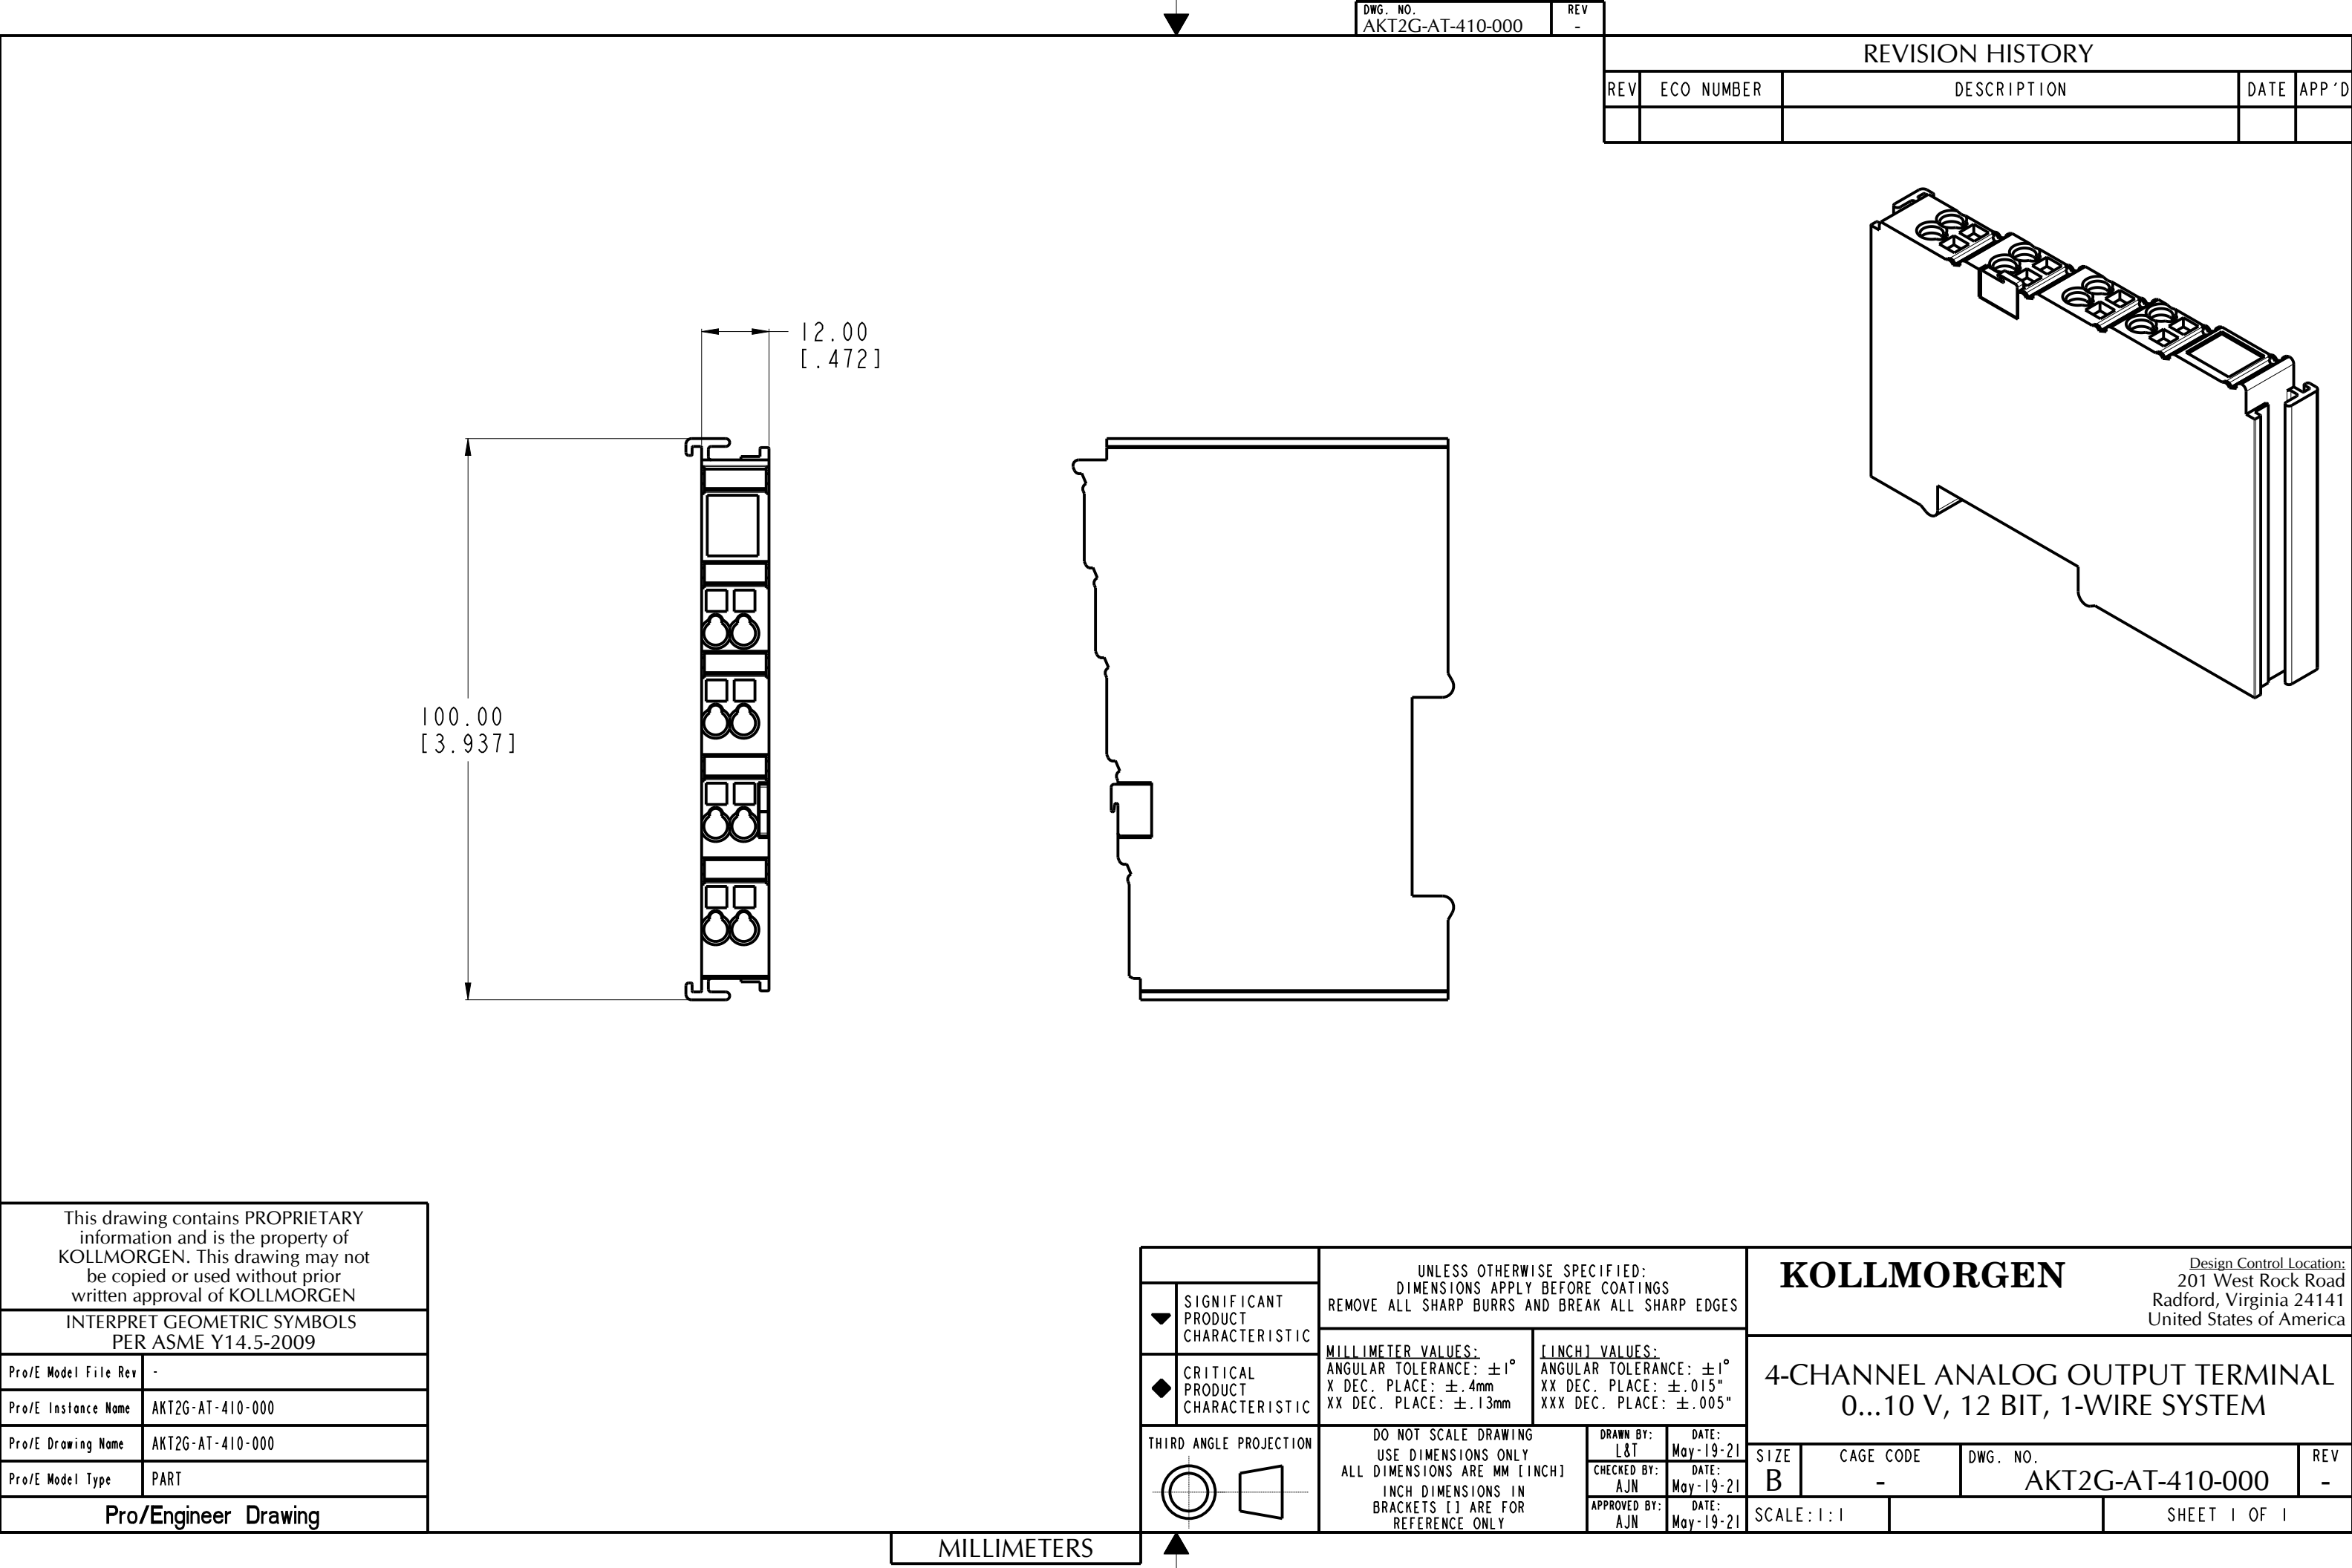 DWG. NO.
AKT2G-AT-410-000
REV
-
REVISION HISTORY
REV ECO NUMBER DESCRIPTION DATE APP'D
12.00
[.472]
100.00
[3.937]
This drawing contains PROPRIETARY
information and is the property of
KOLLMORGEN. This drawing may not
be copied or used without prior
written approval of KOLLMORGEN
INTERPRET GEOMETRIC SYMBOLS
PER ASME Y14.5-2009
Pro/E Model File Rev -
Pro/E Instance Name AKT2G-AT-410-000
Pro/E Drawing Name AKT2G-AT-410-000
Pro/E Model Type PART
Pro/Engineer Drawing
MILLIMETERS
SIGNIFICANT
PRODUCT
CHARACTERISTIC
CRITICAL
PRODUCT
CHARACTERISTIC
THIRD ANGLE PROJECTION
UNLESS OTHERWISE SPECIFIED:
DIMENSIONS APPLY BEFORE COATINGS
REMOVE ALL SHARP BURRS AND BREAK ALL SHARP EDGES
MILLIMETER VALUES:
ANGULAR TOLERANCE: ±1°
X DEC. PLACE: ±.4mm
XX DEC. PLACE: ±.13mm
[INCH] VALUES:
ANGULAR TOLERANCE: ±1°
XX DEC. PLACE: ±.015"
XXX DEC. PLACE: ±.005"
DO NOT SCALE DRAWING
USE DIMENSIONS ONLY
ALL DIMENSIONS ARE MM [INCH]
INCH DIMENSIONS IN
BRACKETS [] ARE FOR
REFERENCE ONLY
DRAWN BY:
L&T
DATE:
May-19-21
CHECKED BY:
AJN
DATE:
May-19-21
APPROVED BY:
AJN
DATE:
May-19-21
KOLLMORGEN
Design Control Location:
201 West Rock Road
Radford, Virginia 24141
United States of America
4-CHANNEL ANALOG OUTPUT TERMINAL
0...10 V, 12 BIT, 1-WIRE SYSTEM
SIZE
B
CAGE CODE
-
DWG. NO.
AKT2G-AT-410-000
REV
-
SCALE:1:1
SHEET 1 OF 1